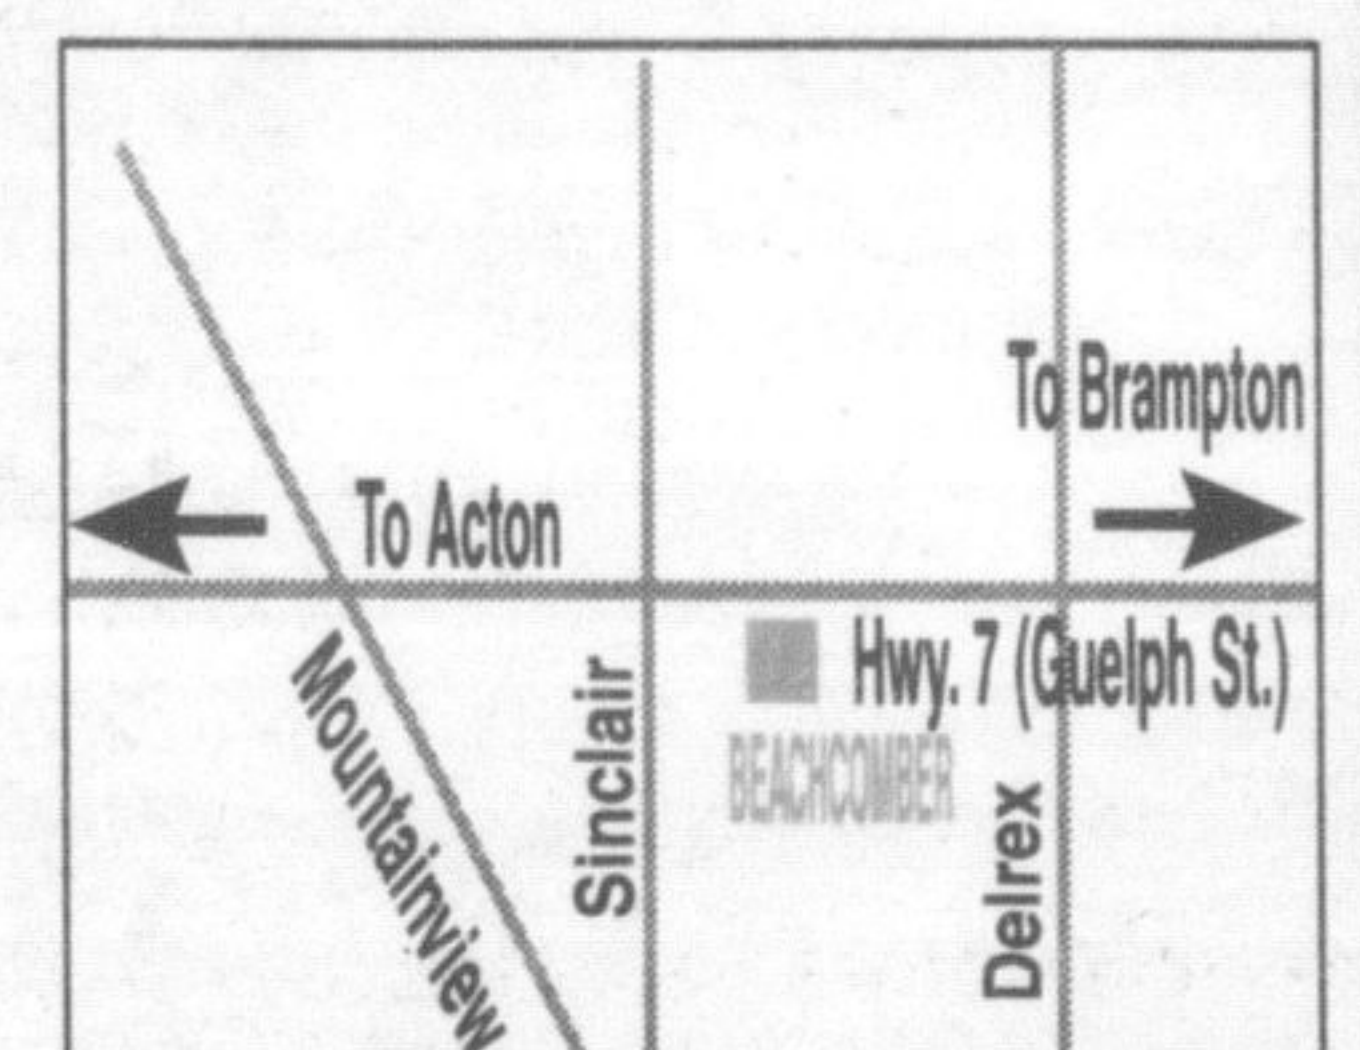 To Brampton
To Acton
Hwy. 7 (Guelph St.)
BEACHCOMBER
Mountainview
Sinclair
Delrex